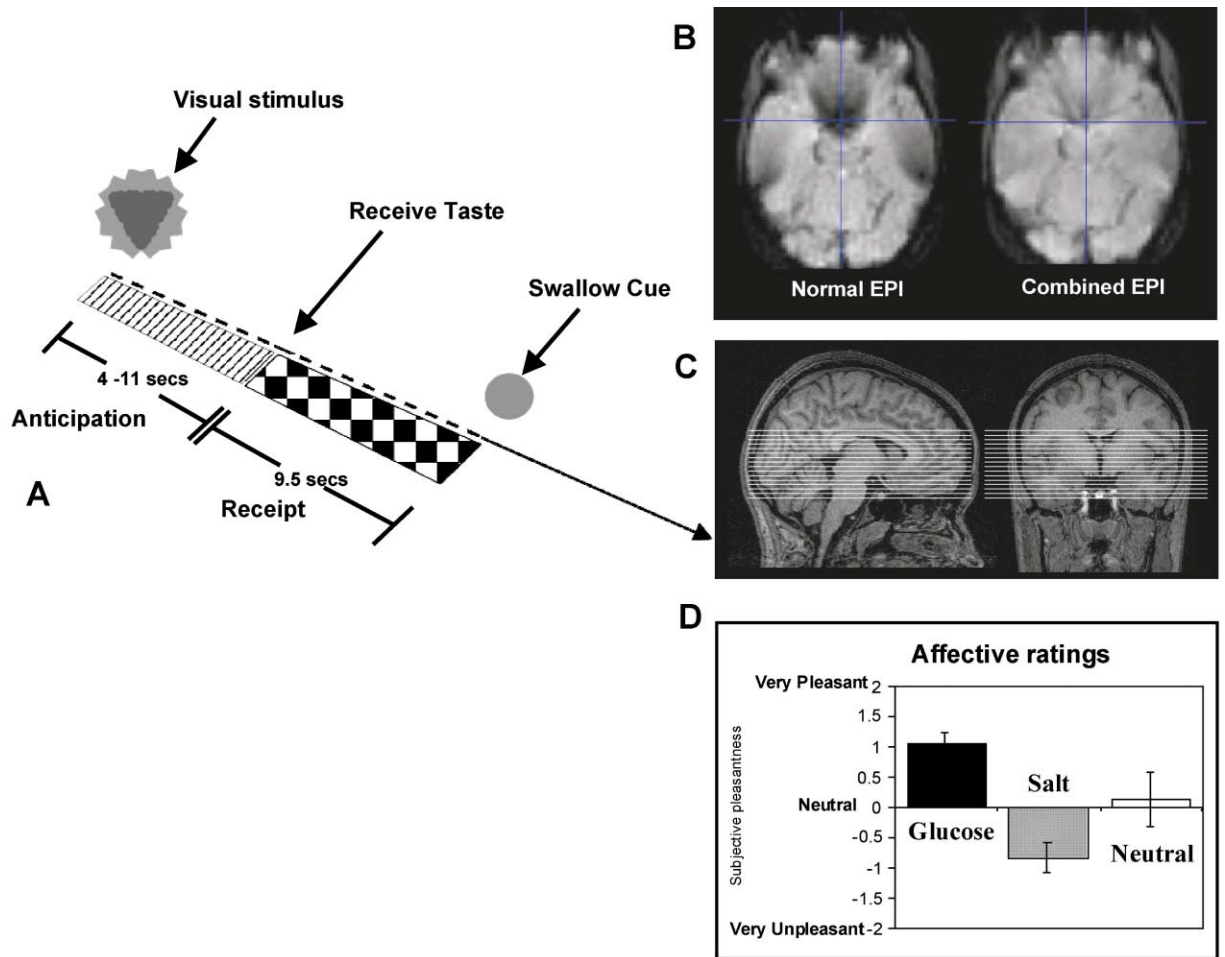 A
Visual stimulus
Receive Taste
Swallow Cue
4 -11 secs
Anticipation
9.5 secs
Receipt
B
Normal EPI
Combined EPI
C
D
Affective ratings
Subjective pleasantness
Very Pleasant 2
1.5
1
0.5
Neutral 0
-0.5
-1
-1.5
Very Unpleasant -2
Glucose
Salt
Neutral